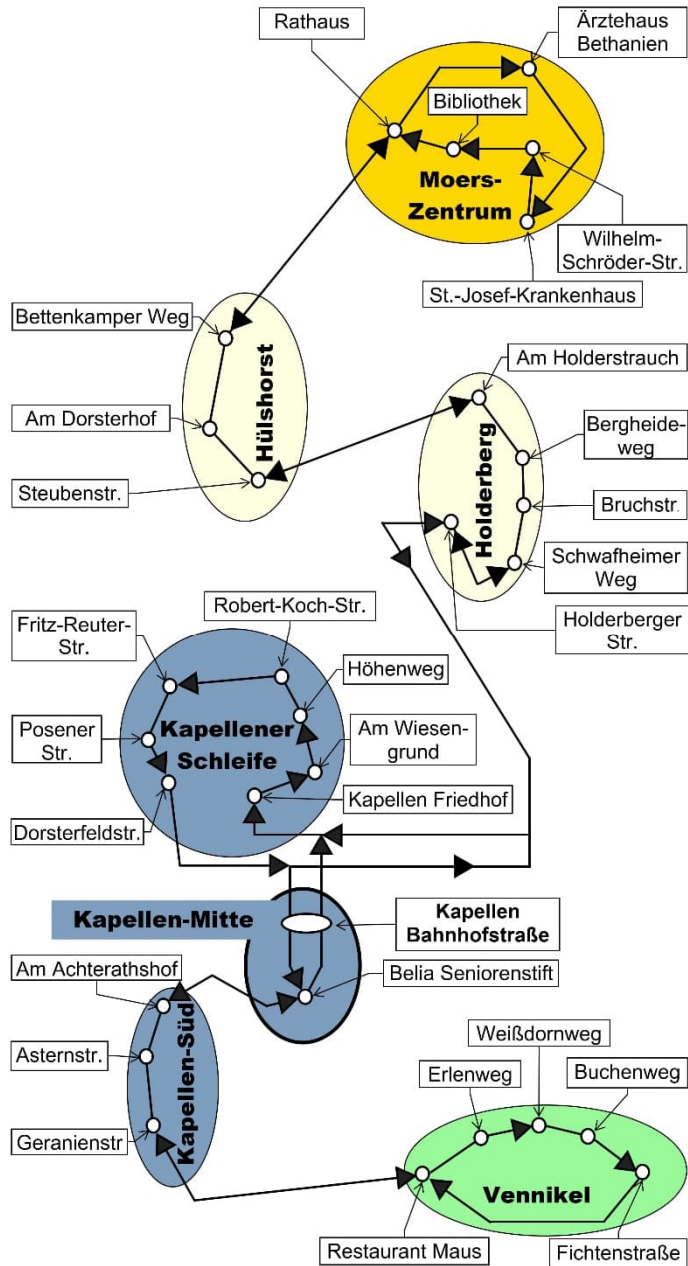 Rathaus
Ärztehaus
Bethanien
Bibliothek
Moers-
Zentrum
Wilhelm-
Schröder-Str.
St.-Josef-Krankenhaus
Bettenkamper Weg
Hülshorst
Am Dorsterhof
Steubenstr.
Am Holderstrauch
Bergheide-
weg
Holderberg
Bruchstr.
Schwafheimer
Weg
Holderberger
Str.
Robert-Koch-Str.
Fritz-Reuter-
Str.
Höhenweg
Kapellener
Schleife
Posener
Str.
Am Wiesen-
grund
Kapellen Friedhof
Dorsterfeldstr.
Kapellen-Mitte
Kapellen
Bahnhofstraße
Am Achterathshof
Belia Seniorenstift
Kapellen-Süd
Asternstr.
Geranienstr
Weißdornweg
Erlenweg
Buchenweg
Vennikel
Restaurant Maus
Fichtenstraße